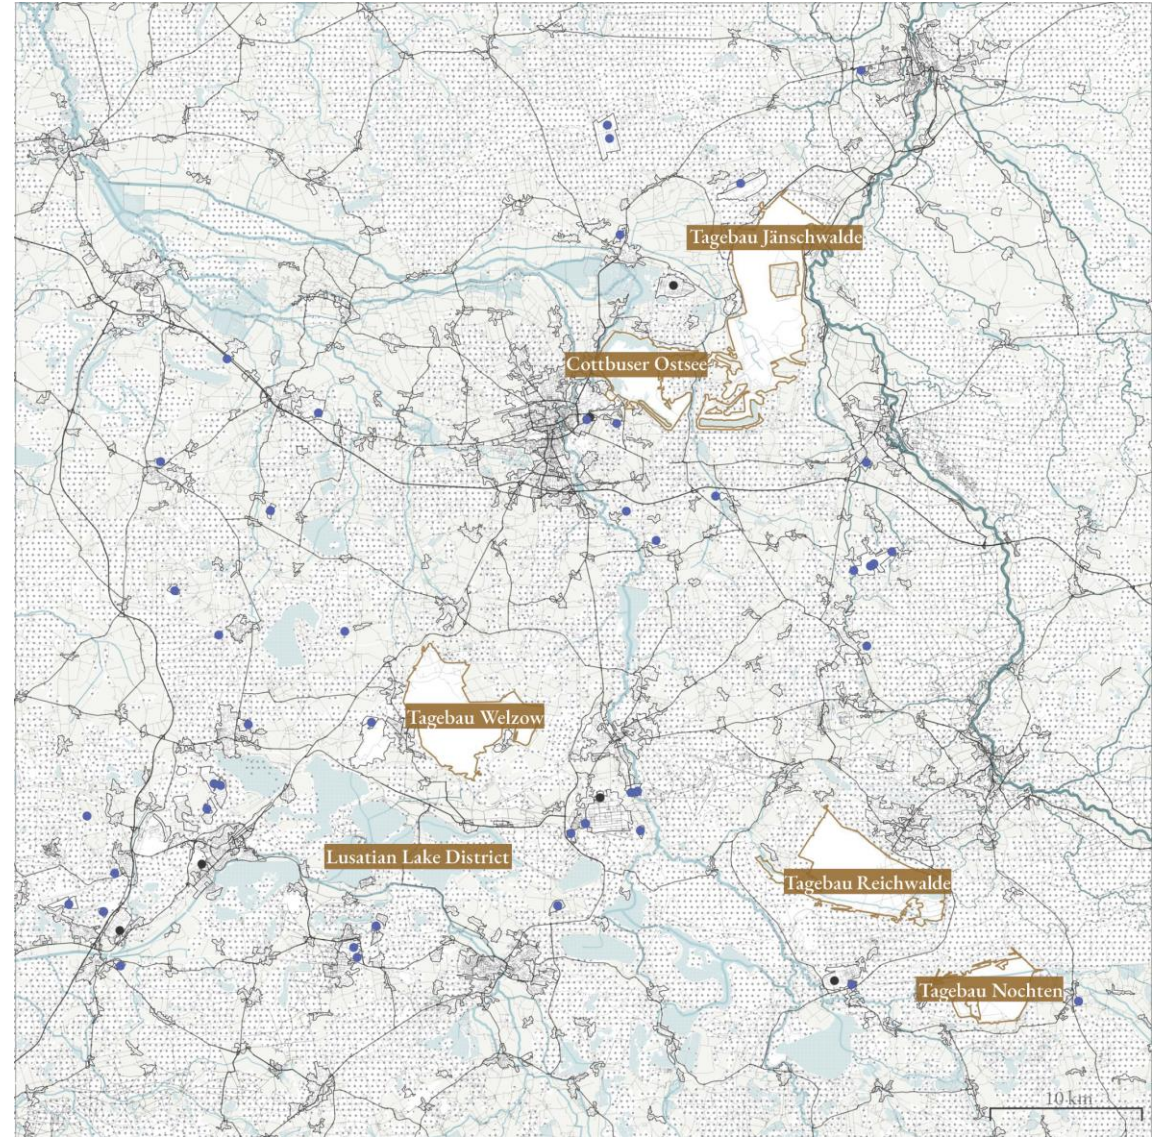 Tagebau Jänschwalde
Cottbuser Ostsee
Tagebau Welzow
Lusatian Lake District
Tagebau Reichwalde
Tagebau Nochten
10 km